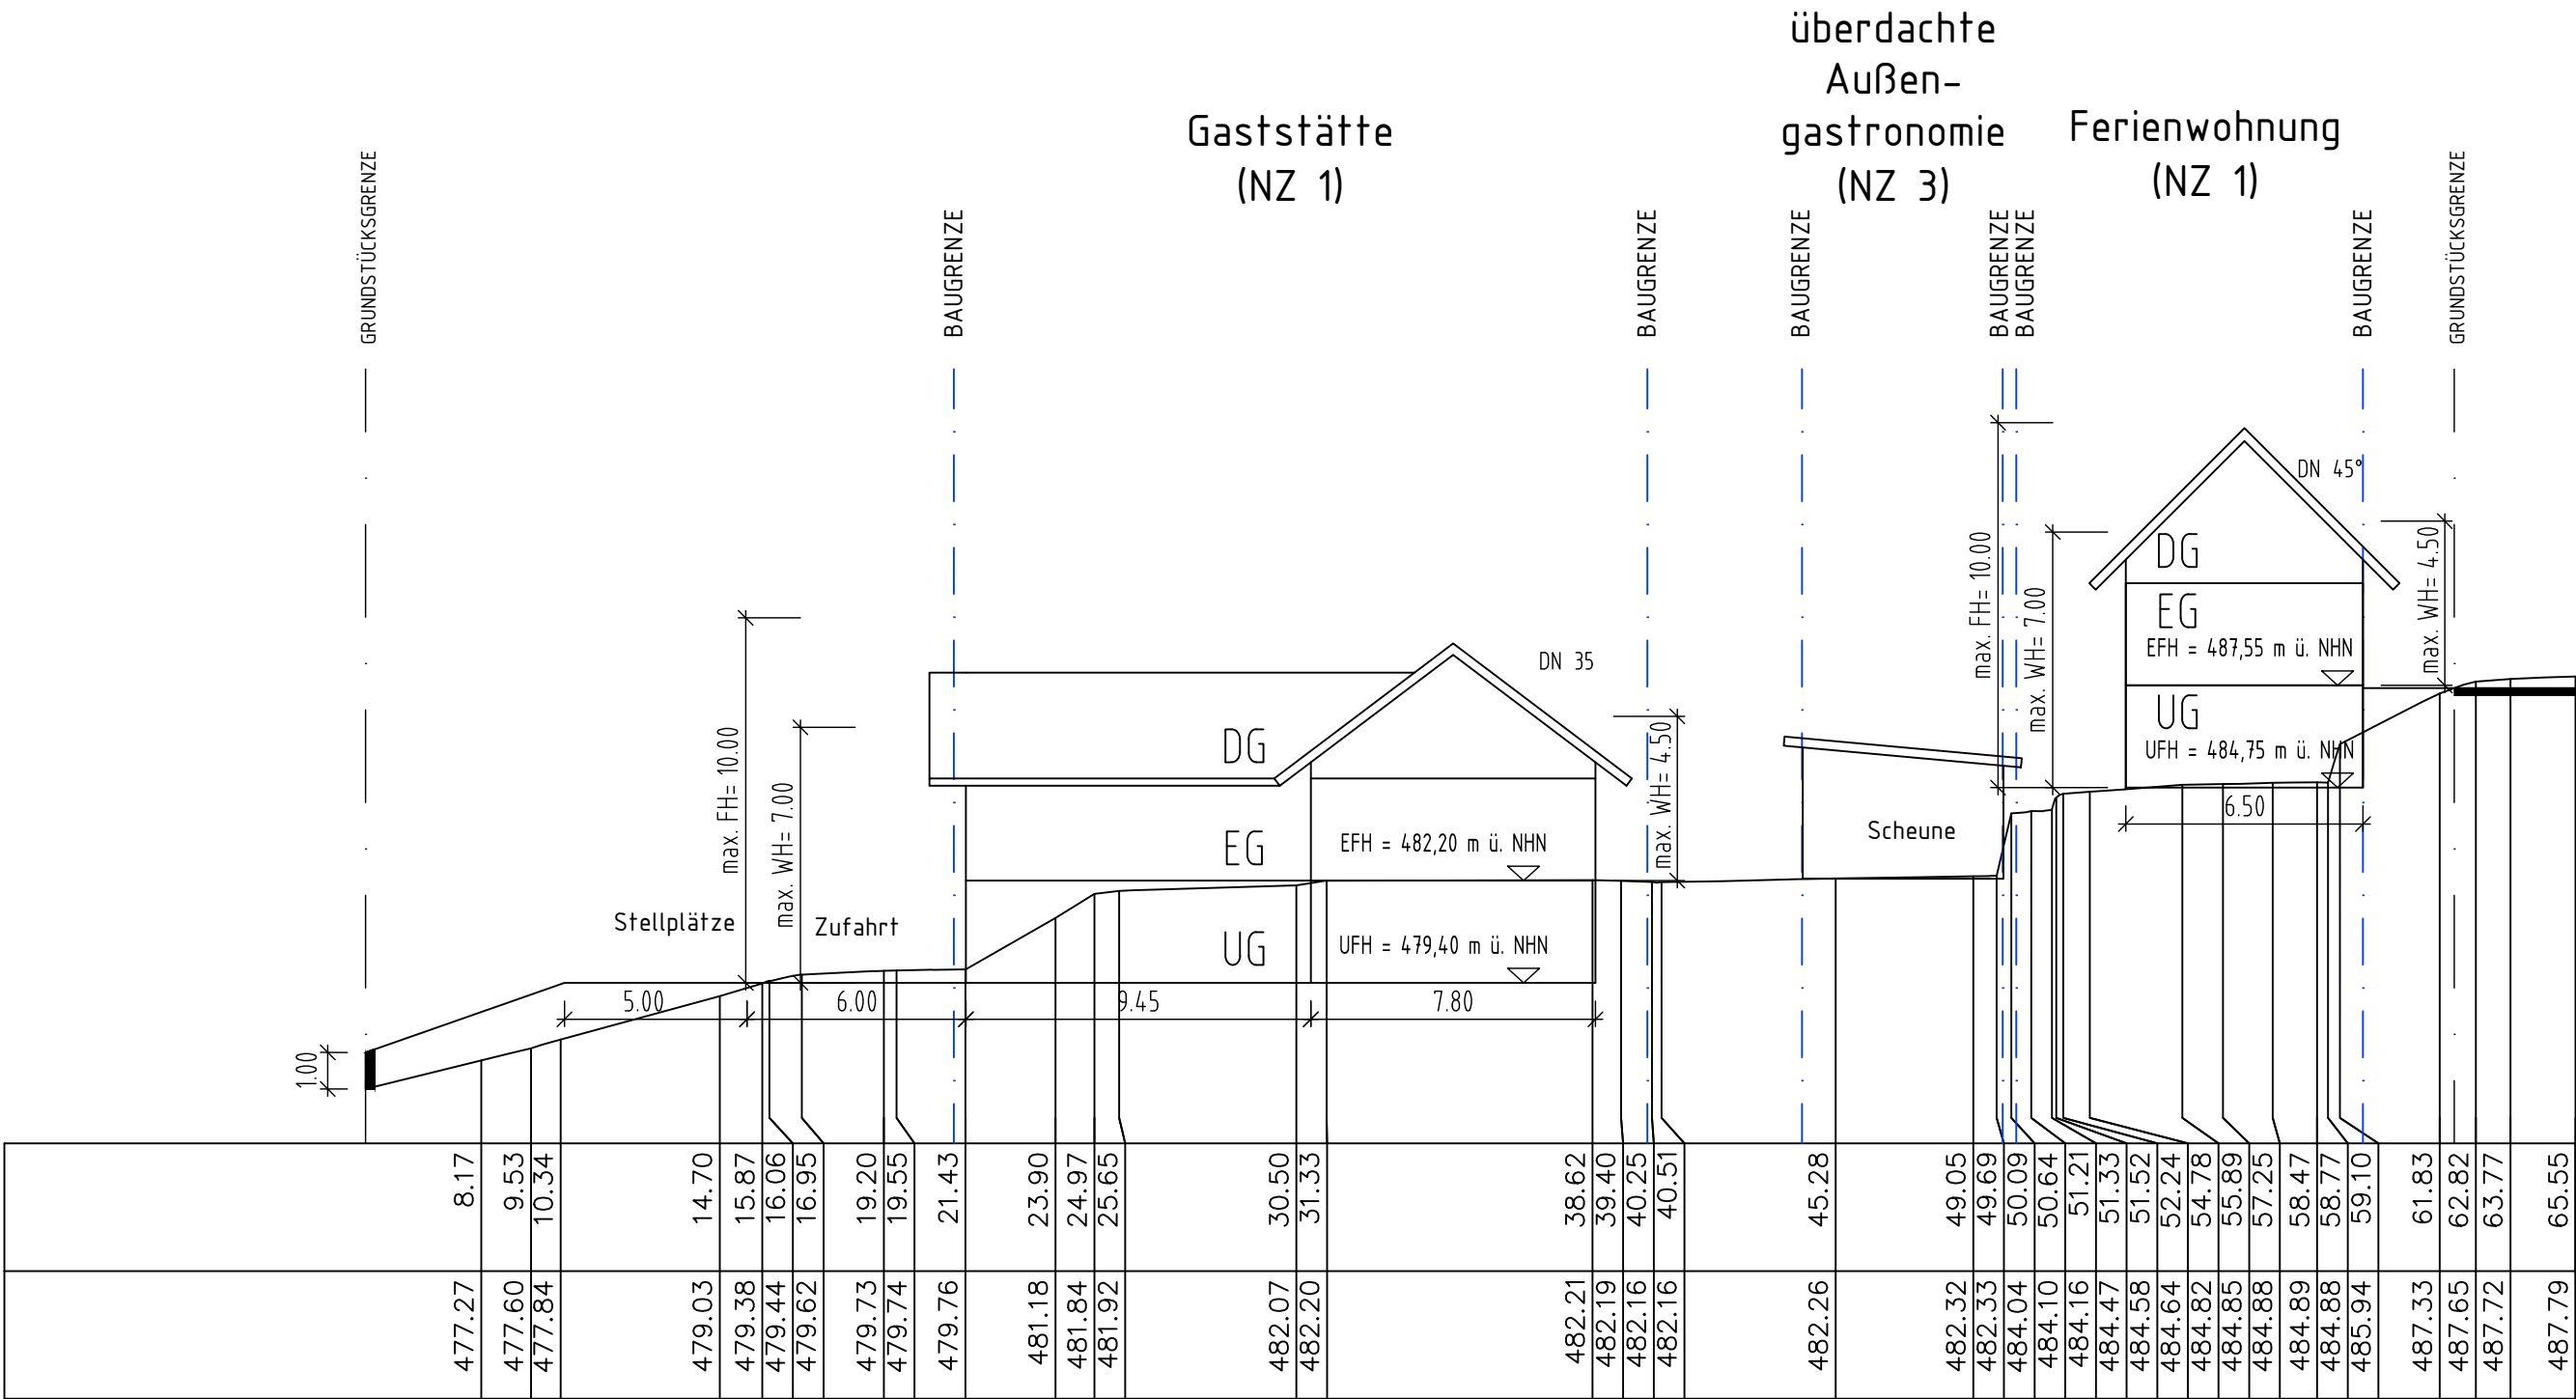 überdachte
Außen-
gastronomie
(NZ 3)
Gaststätte
(NZ 1)
Ferienwohnung
(NZ 1)
GRUNDSTÜCKSGRENZE
BAUGRENZE
BAUGRENZE
BAUGRENZE
BAUGRENZE
BAUGRENZE
BAUGRENZE
GRUNDSTÜCKSGRENZE
DN 45°
DG
EG
EFH = 487,55 m ü. NHN
UG
UFH = 484,75 m ü. NHN
6.50
max. FH= 10.00
max. WH= 7.00
max. WH= 4.50
DN 35
DG
EG
EFH = 482,20 m ü. NHN
UG
UFH = 479,40 m ü. NHN
max. FH= 10.00
max. WH= 7.00
max. WH= 4.50
Scheune
Stellplätze
Zufahrt
5.00
6.00
9.45
7.80
1.00
8.17
9.53
10.34
14.70
15.87
16.06
16.95
19.20
19.55
21.43
23.90
24.97
25.65
30.50
31.33
38.62
39.40
40.25
40.51
45.28
49.05
49.69
50.09
50.64
51.21
51.33
51.52
52.24
54.78
55.89
57.25
58.47
58.77
59.10
61.83
62.82
63.77
65.55
477.27
477.60
477.84
479.03
479.38
479.44
479.62
479.73
479.74
479.76
481.18
481.84
481.92
482.07
482.20
482.21
482.19
482.16
482.16
482.26
482.32
482.33
484.04
484.10
484.16
484.47
484.58
484.64
484.82
484.85
484.88
484.89
484.88
485.94
487.33
487.65
487.72
487.79